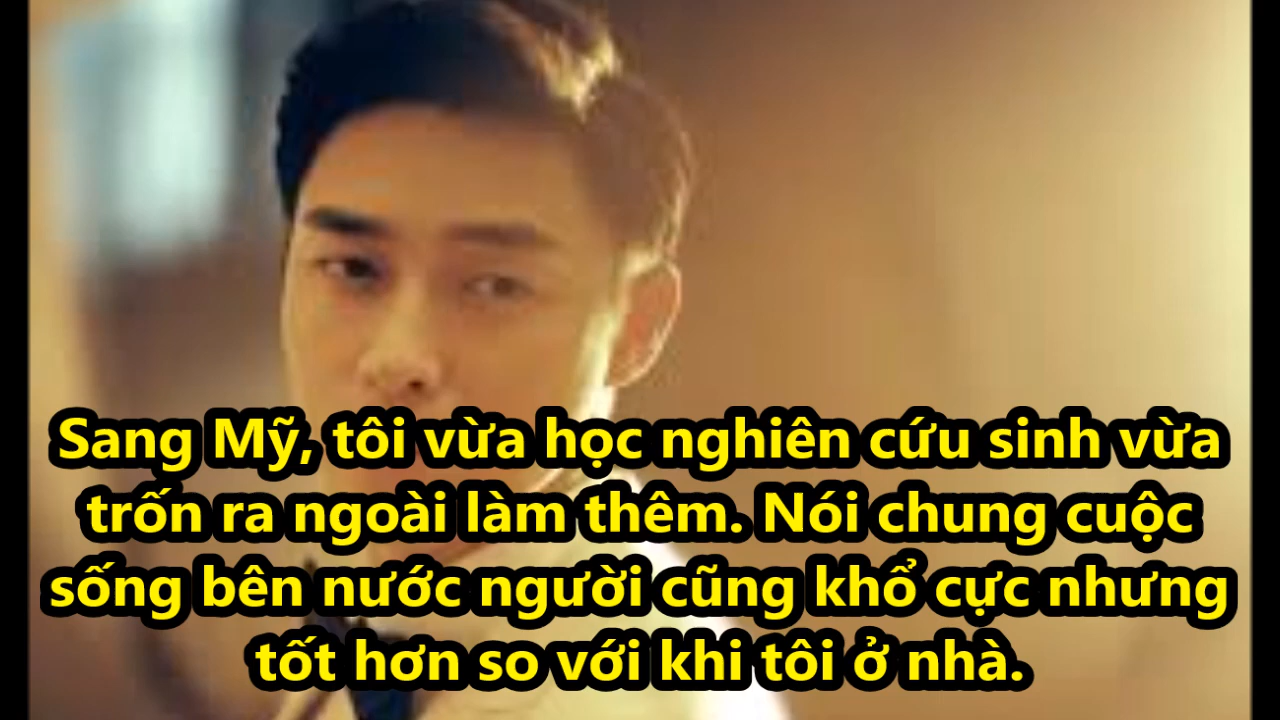 Sang Mỹ, tôi vừa học nghiên cứu sinh vừa
trốn ra ngoài làm thêm. Nói chung cuộc
sống bên nước người cũng khổ cực nhưng
tốt hơn so với khi tôi ở nhà.